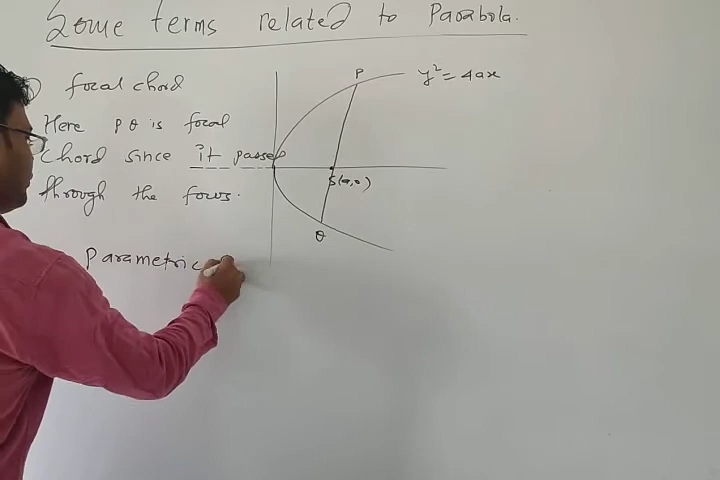 Some terms related to Parabola.
focal chord
Here PQ is focal
chord since it passes
through the focus.
Parametric
P
y² = 4ax
S(a,0)
Q